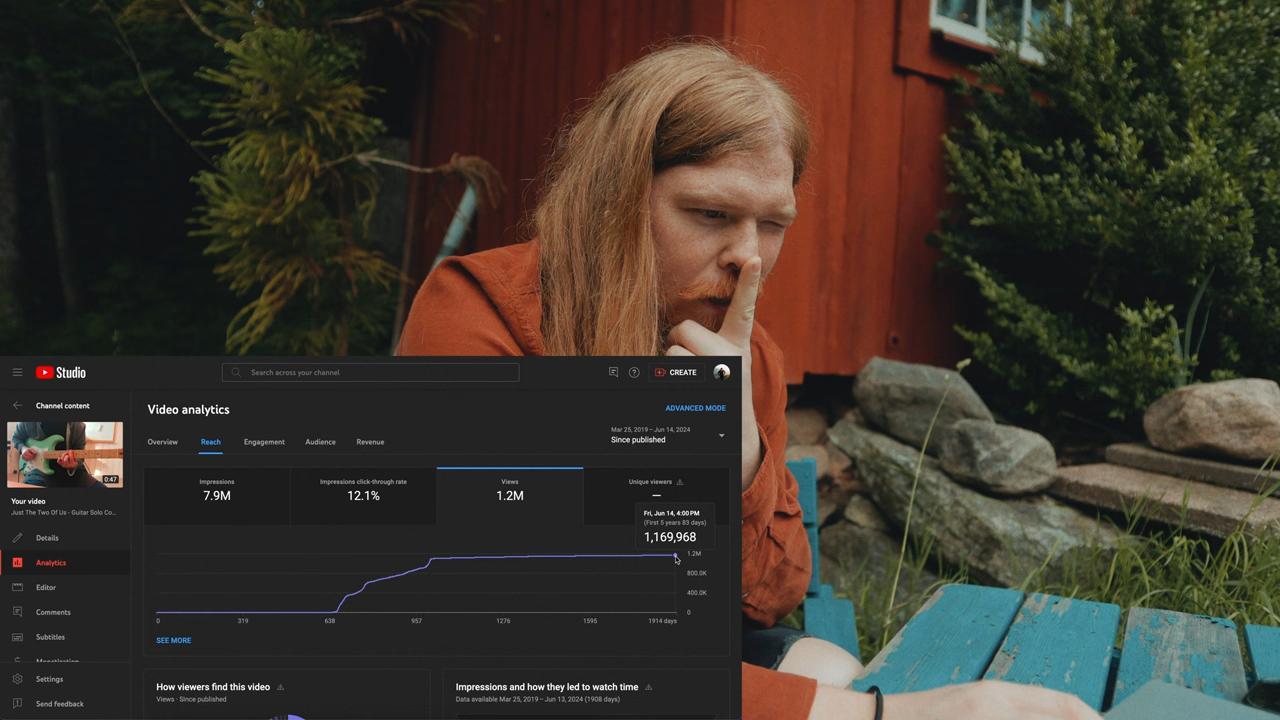 Studio
Search across your channel
CREATE
Channel content
Video analytics
ADVANCED MODE
Overview
Reach
Engagement
Audience
Revenue
Mar 25, 2019 – Jun 14, 2024
Since published
0:47
Your video
Just The Two Of Us - Guitar Solo Co...
Impressions
7.9M
Impressions click-through rate
12.1%
Views
1.2M
Unique viewers
—
Fri, Jun 14, 4:00 PM
(First 5 years 83 days)
1,169,968
1.2M
800.0K
400.0K
0
0
319
638
957
1276
1595
1914 days
SEE MORE
Details
Analytics
Editor
Comments
Subtitles
Monetization
Settings
Send feedback
How viewers find this video
Views · Since published
Impressions and how they led to watch time
Data available Mar 25, 2019 – Jun 13, 2024 (1908 days)